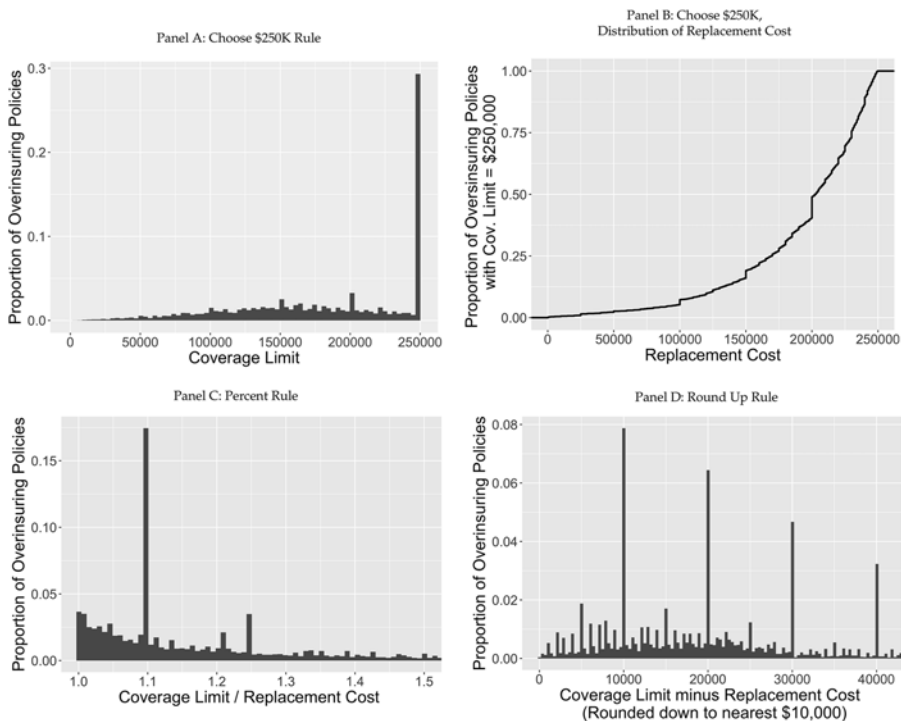 Panel A: Choose $250K Rule
Proportion of Overinsuring Policies
0.3
0.2
0.1
0.0
0
50000
100000
150000
200000
250000
Coverage Limit
Panel B: Choose $250K,
Distribution of Replacement Cost
Proportion of Oversinsuring Policies
with Cov. Limit = $250,000
1.00
0.75
0.50
0.25
0.00
0
50000
100000
150000
200000
250000
Replacement Cost
Panel C: Percent Rule
Proportion of Overinsuring Policies
0.15
0.10
0.05
0.00
1.0
1.1
1.2
1.3
1.4
1.5
Coverage Limit / Replacement Cost
Panel D: Round Up Rule
Proportion of Overinsuring Policies
0.08
0.06
0.04
0.02
0.00
0
10000
20000
30000
40000
Coverage Limit minus Replacement Cost
(Rounded down to nearest $10,000)